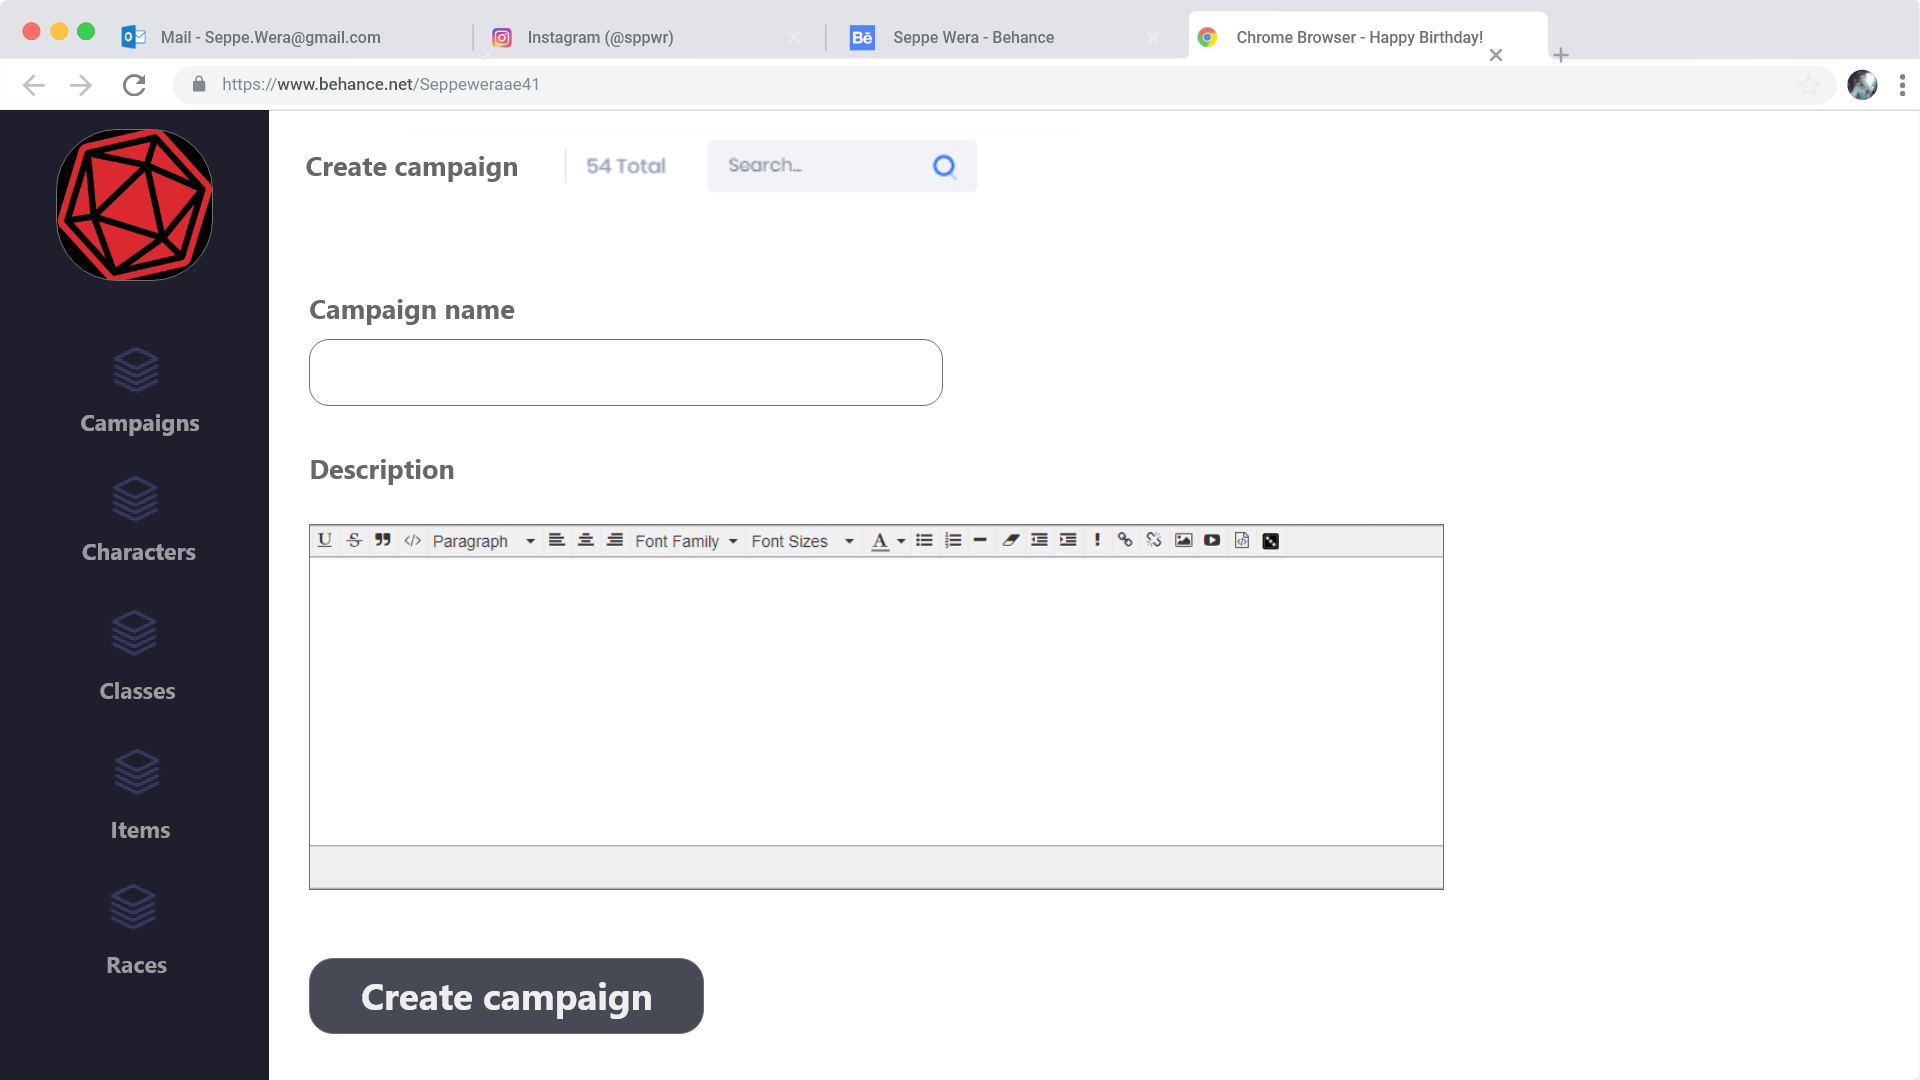 Mail - Seppe.Wera@gmail.com
Instagram (@sppwr)
Bē
Seppe Wera - Behance
Chrome Browser - Happy Birthday!
https://www.behance.net/Seppeweraae41
Create campaign
54 Total
Search...
Campaigns
Characters
Classes
Items
Races
Campaign name
Description
Paragraph
Font Family
Font Sizes
Create campaign